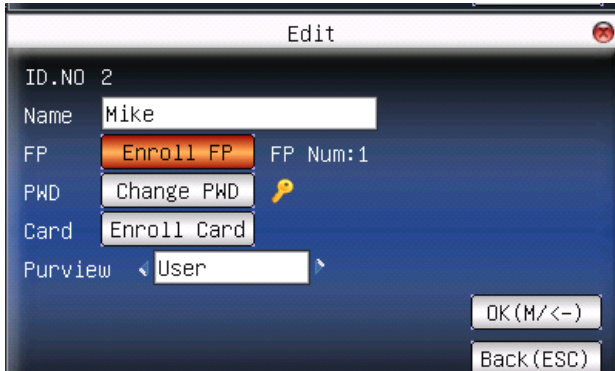 Edit
ID.NO 2
Name Mike
FP Enroll FP FP Num:1
PWD Change PWD
Card Enroll Card
Purview User
OK(M/<-)
Back(ESC)